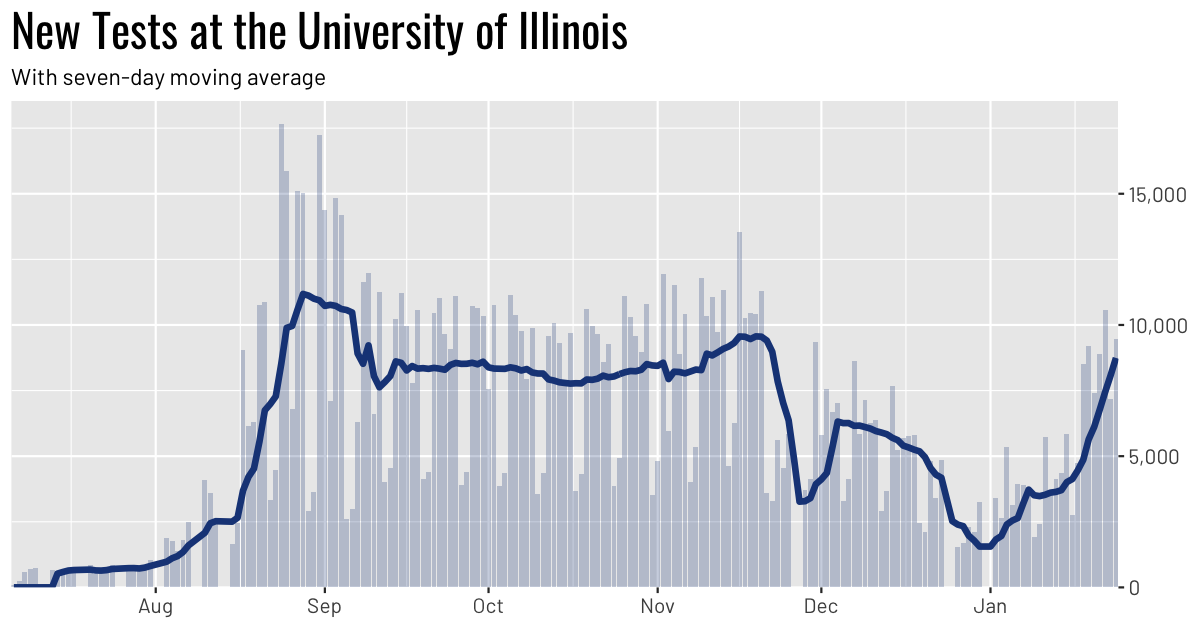 New Tests at the University of Illinois
With seven-day moving average
15,000
10,000
5,000
0
Aug Sep Oct Nov Dec Jan